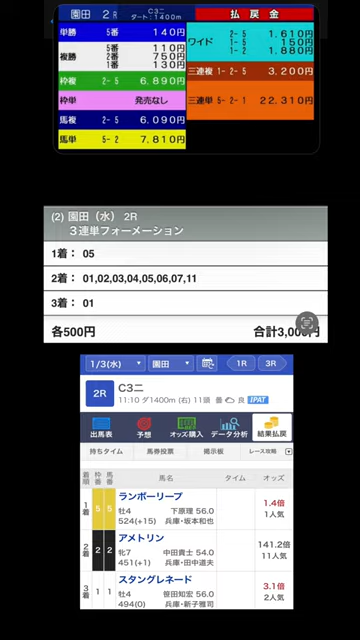 園田 2R C3二 ダート:1400m 払戻金
単勝 5番 140円
複勝 5番 110円
2番 750円
1番 130円
枠複 2-5 6,890円
枠単 発売なし
馬複 2-5 6,090円
馬単 5-2 7,810円
ワイド 2-5 1,610円
1-5 150円
1-2 1,880円
三連複 1-2-5 3,200円
三連単 5-2-1 22,310円
(2) 園田（水） 2R
3連単フォーメーション
1着： 05
2着： 01,02,03,04,05,06,07,11
3着： 01
各500円 合計3,000円
1/3(水) 園田 1R 3R
2R C3二
11:10 ダ1400m (右) 11頭 曇 良 IPAT
出馬表 予想 オッズ購入 データ分析 結果払戻
持ちタイム 馬券投票 掲示板 レース攻略
着順 枠番 馬番 馬名 タイム オッズ
1着 5 5 ランボーリープ 1.4倍
牡4 下原理 56.0 1人気
524(+15) 兵庫・坂本和也
2着 2 2 アメトリン 141.2倍
牝7 中田貴士 54.0 11人気
451(+1) 兵庫・田中道夫
3着 1 1 スタングレネード 3.1倍
牡4 笹田知宏 56.0 2人気
494(0) 兵庫・新子雅司